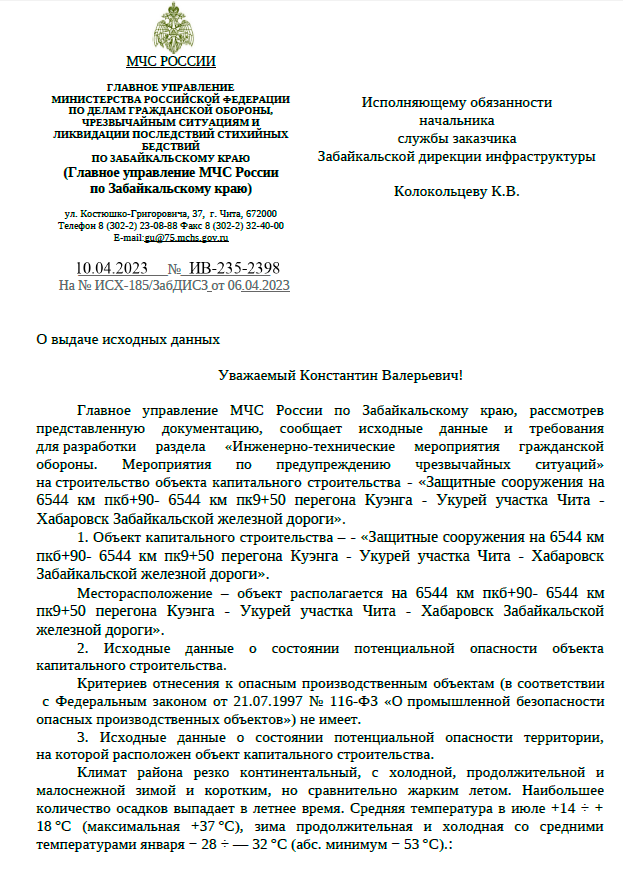 МЧС РОССИИ
ГЛАВНОЕ УПРАВЛЕНИЕ
МИНИСТЕРСТВА РОССИЙСКОЙ ФЕДЕРАЦИИ
ПО ДЕЛАМ ГРАЖДАНСКОЙ ОБОРОНЫ,
ЧРЕЗВЫЧАЙНЫМ СИТУАЦИЯМ И
ЛИКВИДАЦИИ ПОСЛЕДСТВИЙ СТИХИЙНЫХ
БЕДСТВИЙ
ПО ЗАБАЙКАЛЬСКОМУ КРАЮ
(Главное управление МЧС России
по Забайкальскому краю)
ул. Костюшко-Григоровича, 37, г. Чита, 672000
Телефон 8 (302-2) 23-08-88 Факс 8 (302-2) 32-40-00
E-mail:gu@75.mchs.gov.ru
10.04.2023 № ИВ-235-2398
На № ИСХ-185/ЗабДИСЗ от 06.04.2023
Исполняющему обязанности
начальника
службы заказчика
Забайкальской дирекции инфраструктуры
Колокольцеву К.В.
О выдаче исходных данных
Уважаемый Константин Валерьевич!
Главное управление МЧС России по Забайкальскому краю, рассмотрев
представленную документацию, сообщает исходные данные и требования
для разработки раздела «Инженерно-технические мероприятия гражданской
обороны. Мероприятия по предупреждению чрезвычайных ситуаций»
на строительство объекта капитального строительства - «Защитные сооружения на
6544 км пкб+90- 6544 км пк9+50 перегона Куэнга - Укурей участка Чита -
Хабаровск Забайкальской железной дороги».
1. Объект капитального строительства – - «Защитные сооружения на 6544 км
пкб+90- 6544 км пк9+50 перегона Куэнга - Укурей участка Чита - Хабаровск
Забайкальской железной дороги».
Месторасположение – объект располагается на 6544 км пкб+90- 6544 км
пк9+50 перегона Куэнга - Укурей участка Чита - Хабаровск Забайкальской
железной дороги».
2. Исходные данные о состоянии потенциальной опасности объекта
капитального строительства.
Критериев отнесения к опасным производственным объектам (в соответствии
с Федеральным законом от 21.07.1997 № 116-ФЗ «О промышленной безопасности
опасных производственных объектов») не имеет.
3. Исходные данные о состоянии потенциальной опасности территории,
на которой расположен объект капитального строительства.
Климат района резко континентальный, с холодной, продолжительной и
малоснежной зимой и коротким, но сравнительно жарким летом. Наибольшее
количество осадков выпадает в летнее время. Средняя температура в июле +14 ÷ +
18 °С (максимальная +37 °С), зима продолжительная и холодная со средними
температурами января − 28 ÷ — 32 °С (абс. минимум − 53 °С).: